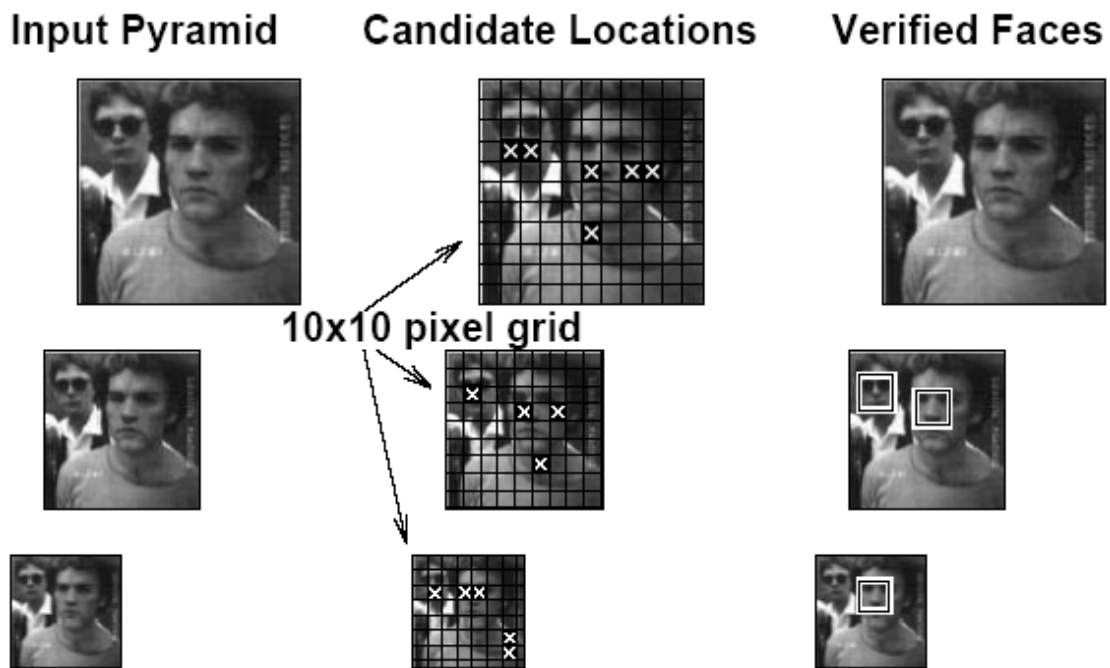 Input Pyramid
Candidate Locations
Verified Faces
10x10 pixel grid